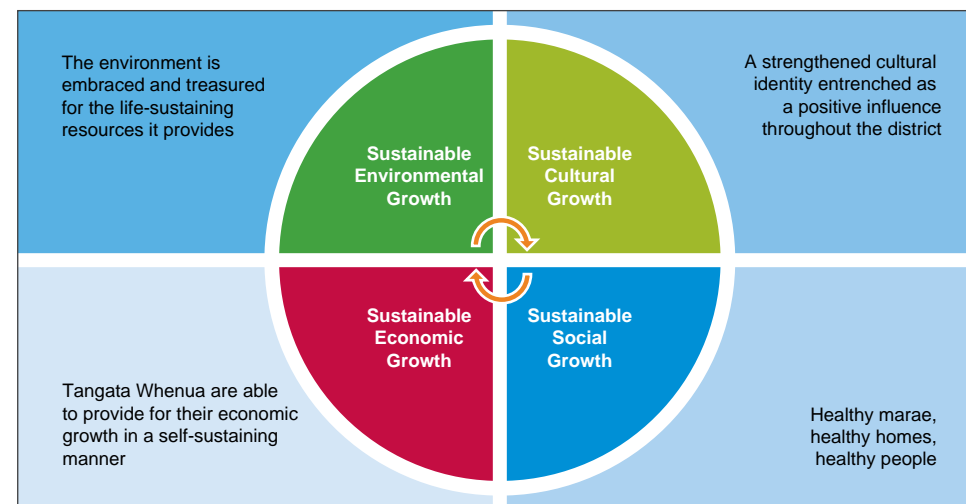 The environment is
embraced and treasured
for the life-sustaining
resources it provides
A strengthened cultural
identity entrenched as
a positive influence
throughout the district
Sustainable
Environmental
Growth
Sustainable
Cultural
Growth
Sustainable
Economic
Growth
Sustainable
Social
Growth
Tangata Whenua are able
to provide for their economic
growth in a self-sustaining
manner
Healthy marae,
healthy homes,
healthy people